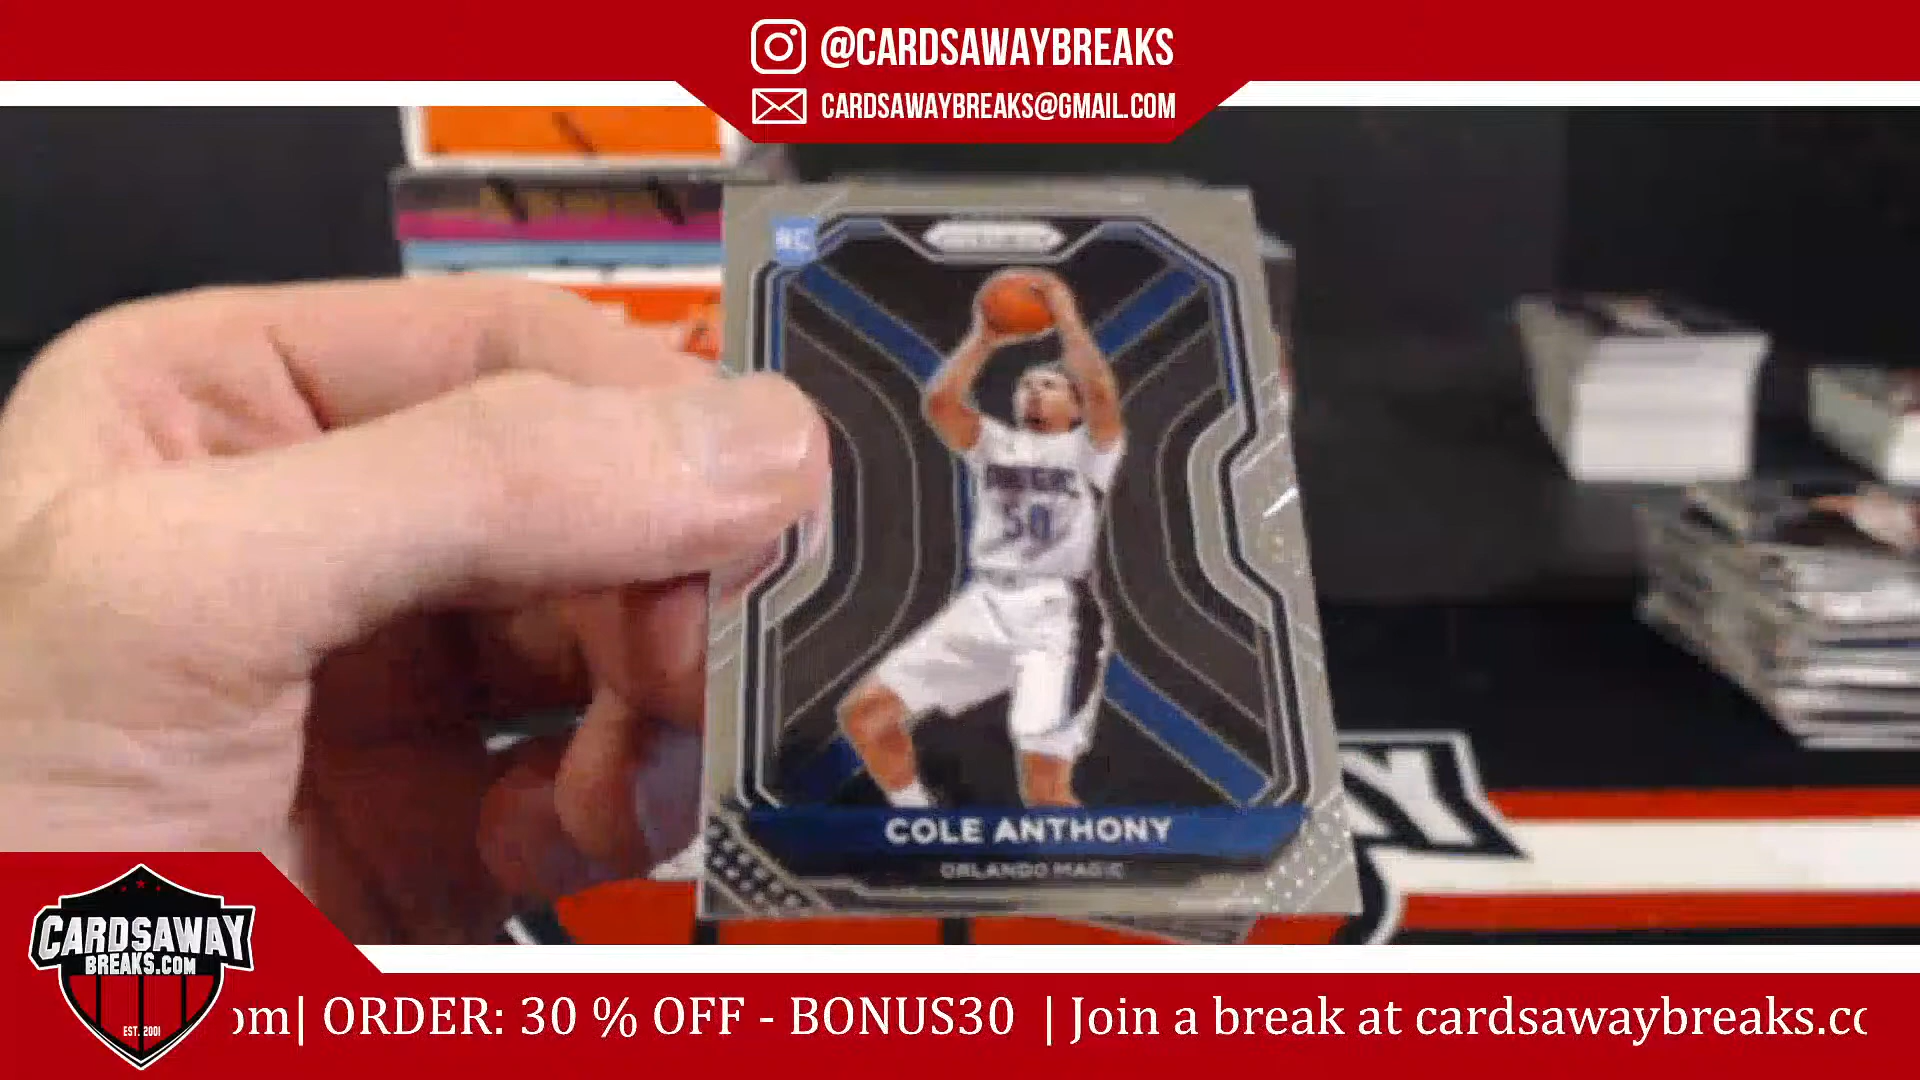 @CARDSAWAYBREAKS
CARDSAWAYBREAKS@GMAIL.COM
RC
50
COLE ANTHONY
ORLANDO MAGIC
CARDSAWAY
BREAKS.COM
EST. 2001
om| ORDER: 30 % OFF - BONUS30 | Join a break at cardsawaybreaks.cc